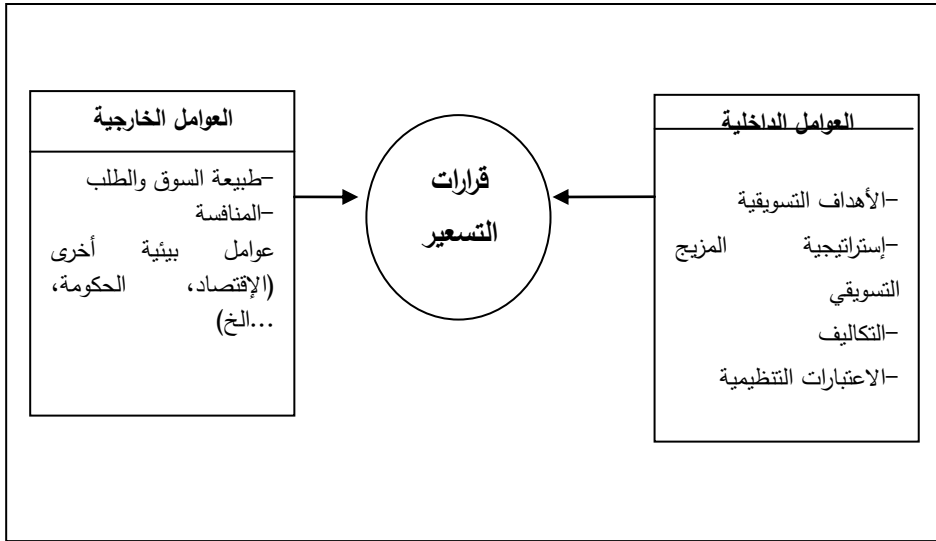 العوامل الداخلية
-الأهداف التسويقية
-إستراتيجية المزيج
التسويقي
-التكاليف
-الاعتبارات التنظيمية
قرارات
التسعير
العوامل الخارجية
-طبيعة السوق والطلب
-المنافسة
عوامل بيئية أخرى
(الإقتصاد، الحكومة،
...الخ)